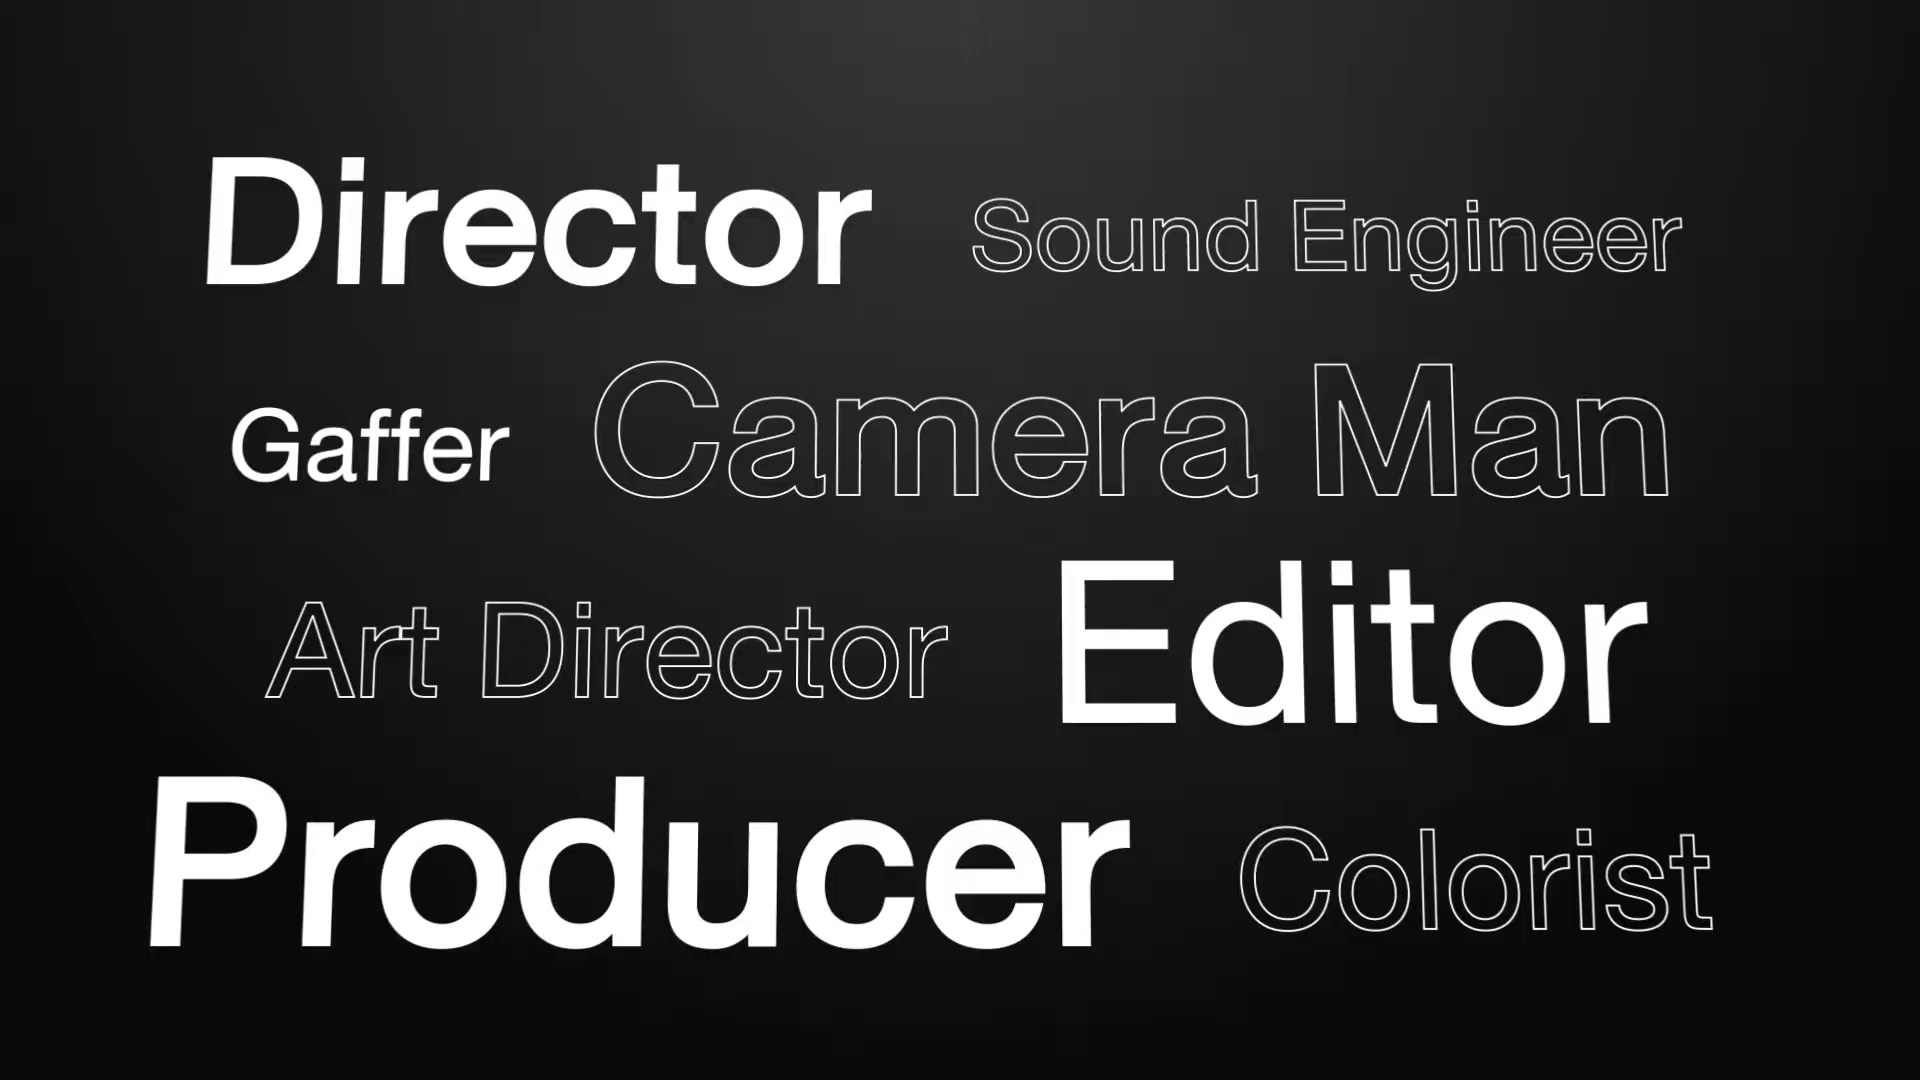 Director Sound Engineer
Gaffer Camera Man
Art Director Editor
Producer Colorist